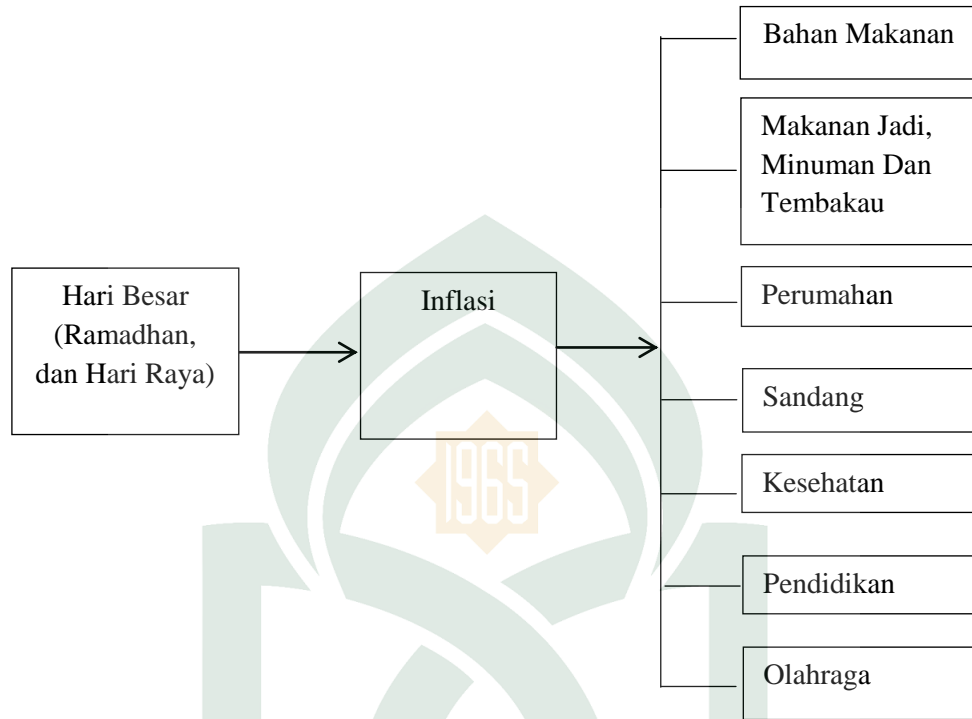 Hari Besar
(Ramadhan,
dan Hari Raya)
Inflasi
Bahan Makanan
Makanan Jadi,
Minuman Dan
Tembakau
Perumahan
Sandang
Kesehatan
Pendidikan
Olahraga
1965